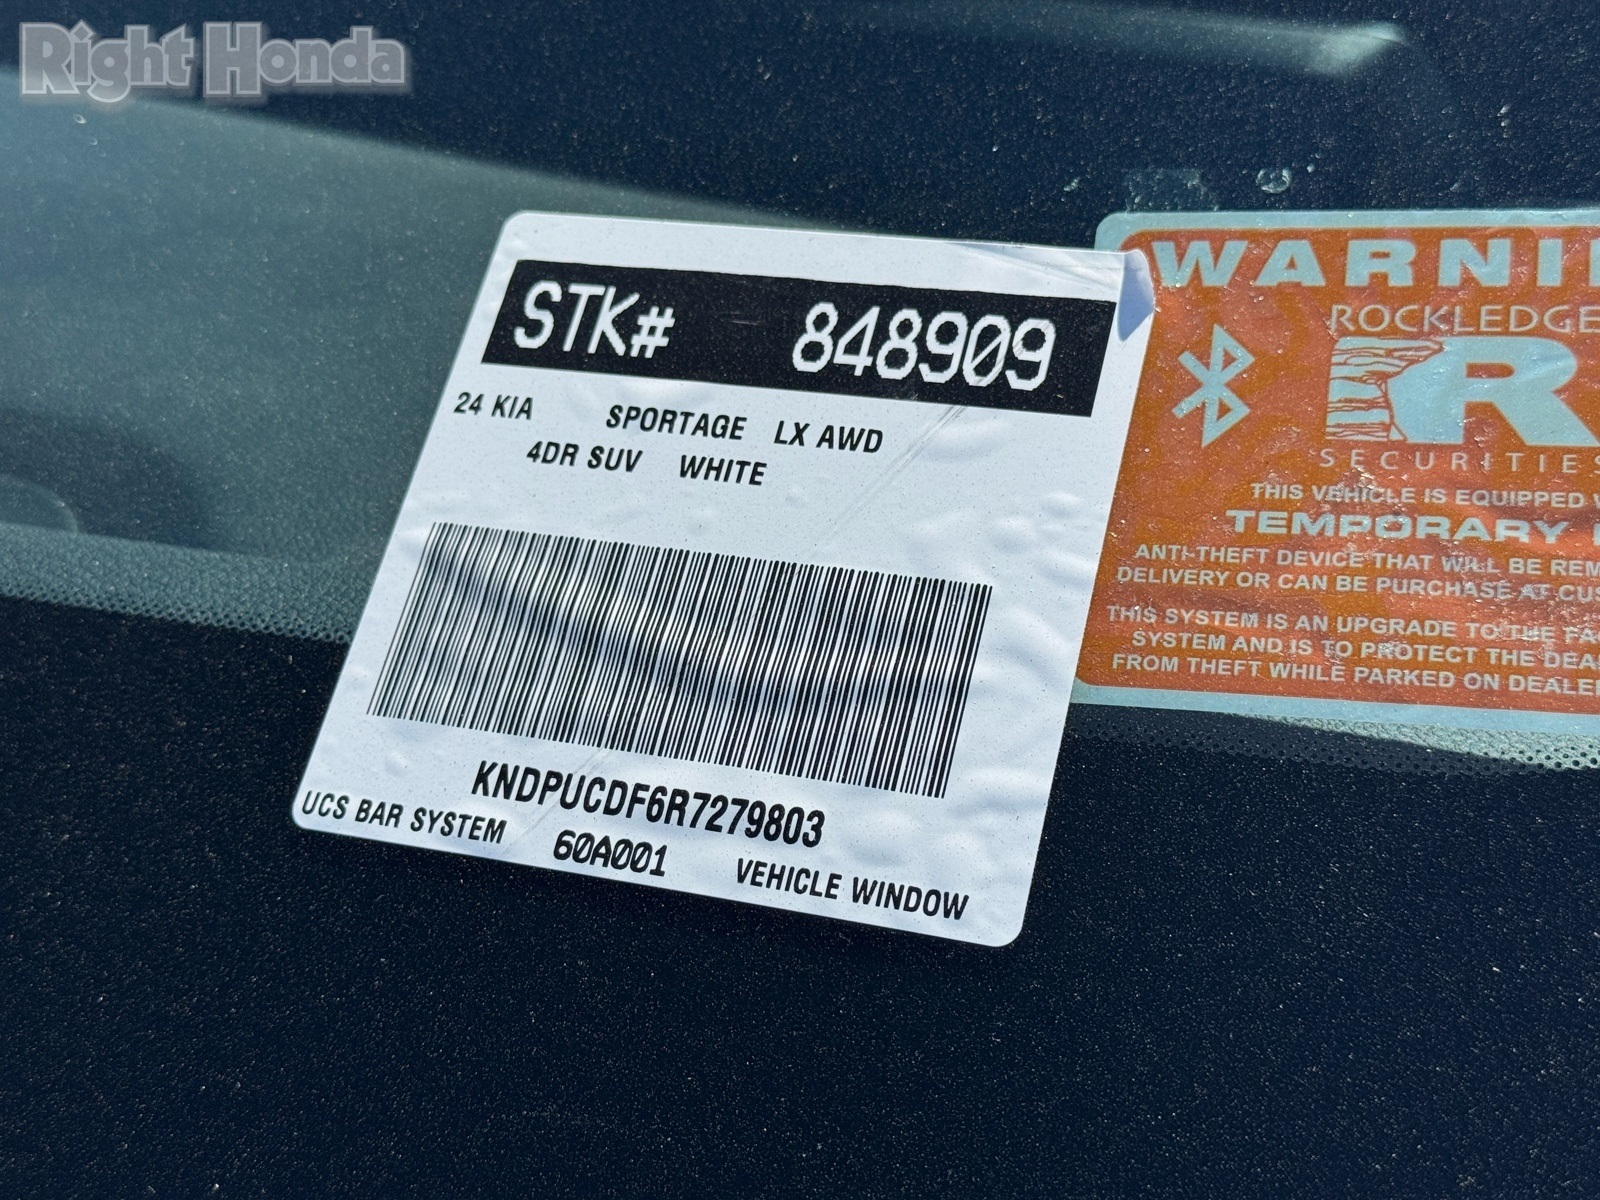 Right Honda
STK# 848909
24 KIA SPORTAGE LX AWD
4DR SUV WHITE
KNDPUCDF6R7279803
UCS BAR SYSTEM 60A001 VEHICLE WINDOW
WARNI
ROCKLEDGE
R
SECURITIES
THIS VEHICLE IS EQUIPPED
TEMPORARY
ANTI-THEFT DEVICE THAT WILL BE REM
DELIVERY OR CAN BE PURCHASE AT CUS
THIS SYSTEM IS AN UPGRADE TO THE FA
SYSTEM AND IS TO PROTECT THE DEA
FROM THEFT WHILE PARKED ON DEALE